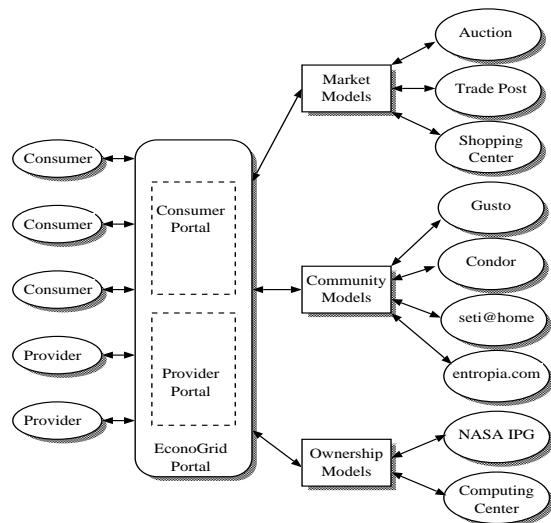 Consumer
Consumer
Consumer
Provider
Provider
Consumer
Portal
Provider
Portal
EconoGrid
Portal
Market
Models
Community
Models
Ownership
Models
Auction
Trade Post
Shopping
Center
Gusto
Condor
seti@home
entropia.com
NASA IPG
Computing
Center